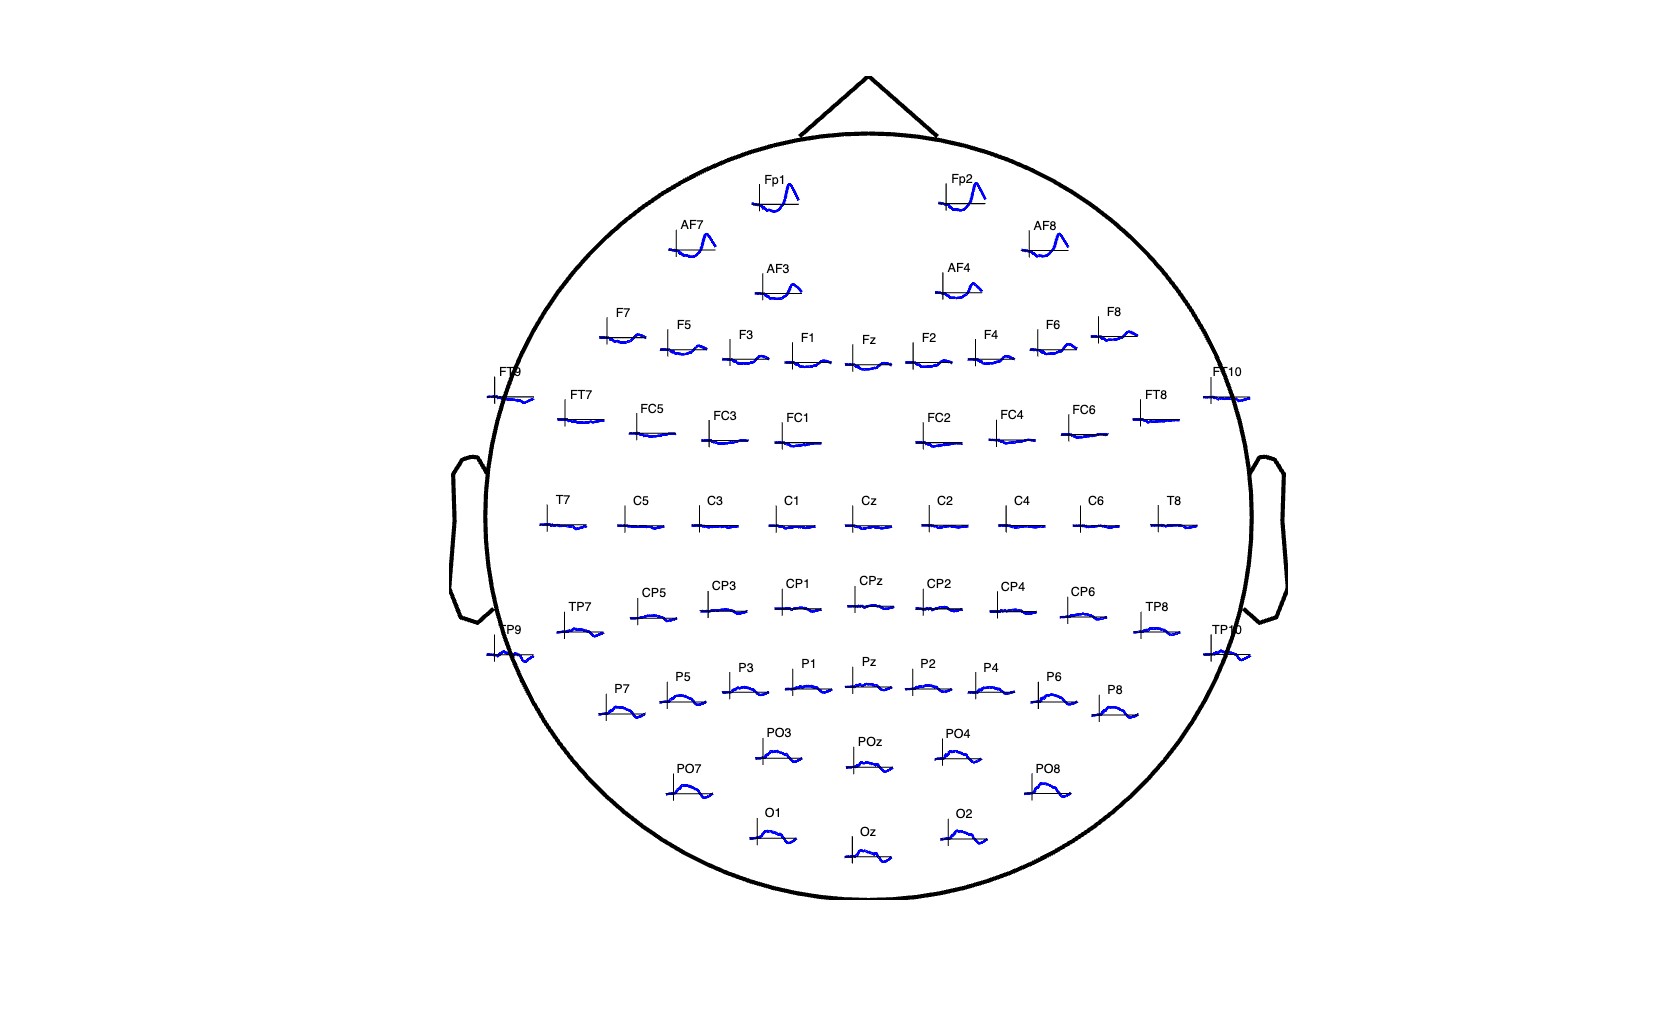 Fp1 Fp2
AF7 AF8
AF3 AF4
F7 F5 F3 F1 Fz F2 F4 F6 F8
FT9 FT7 FC5 FC3 FC1 FC2 FC4 FC6 FT8 FT10
T7 C5 C3 C1 Cz C2 C4 C6 T8
TP9 TP7 CP5 CP3 CP1 CPz CP2 CP4 CP6 TP8 TP10
P7 P5 P3 P1 Pz P2 P4 P6 P8
PO3 POz PO4
PO7 PO8
O1 Oz O2